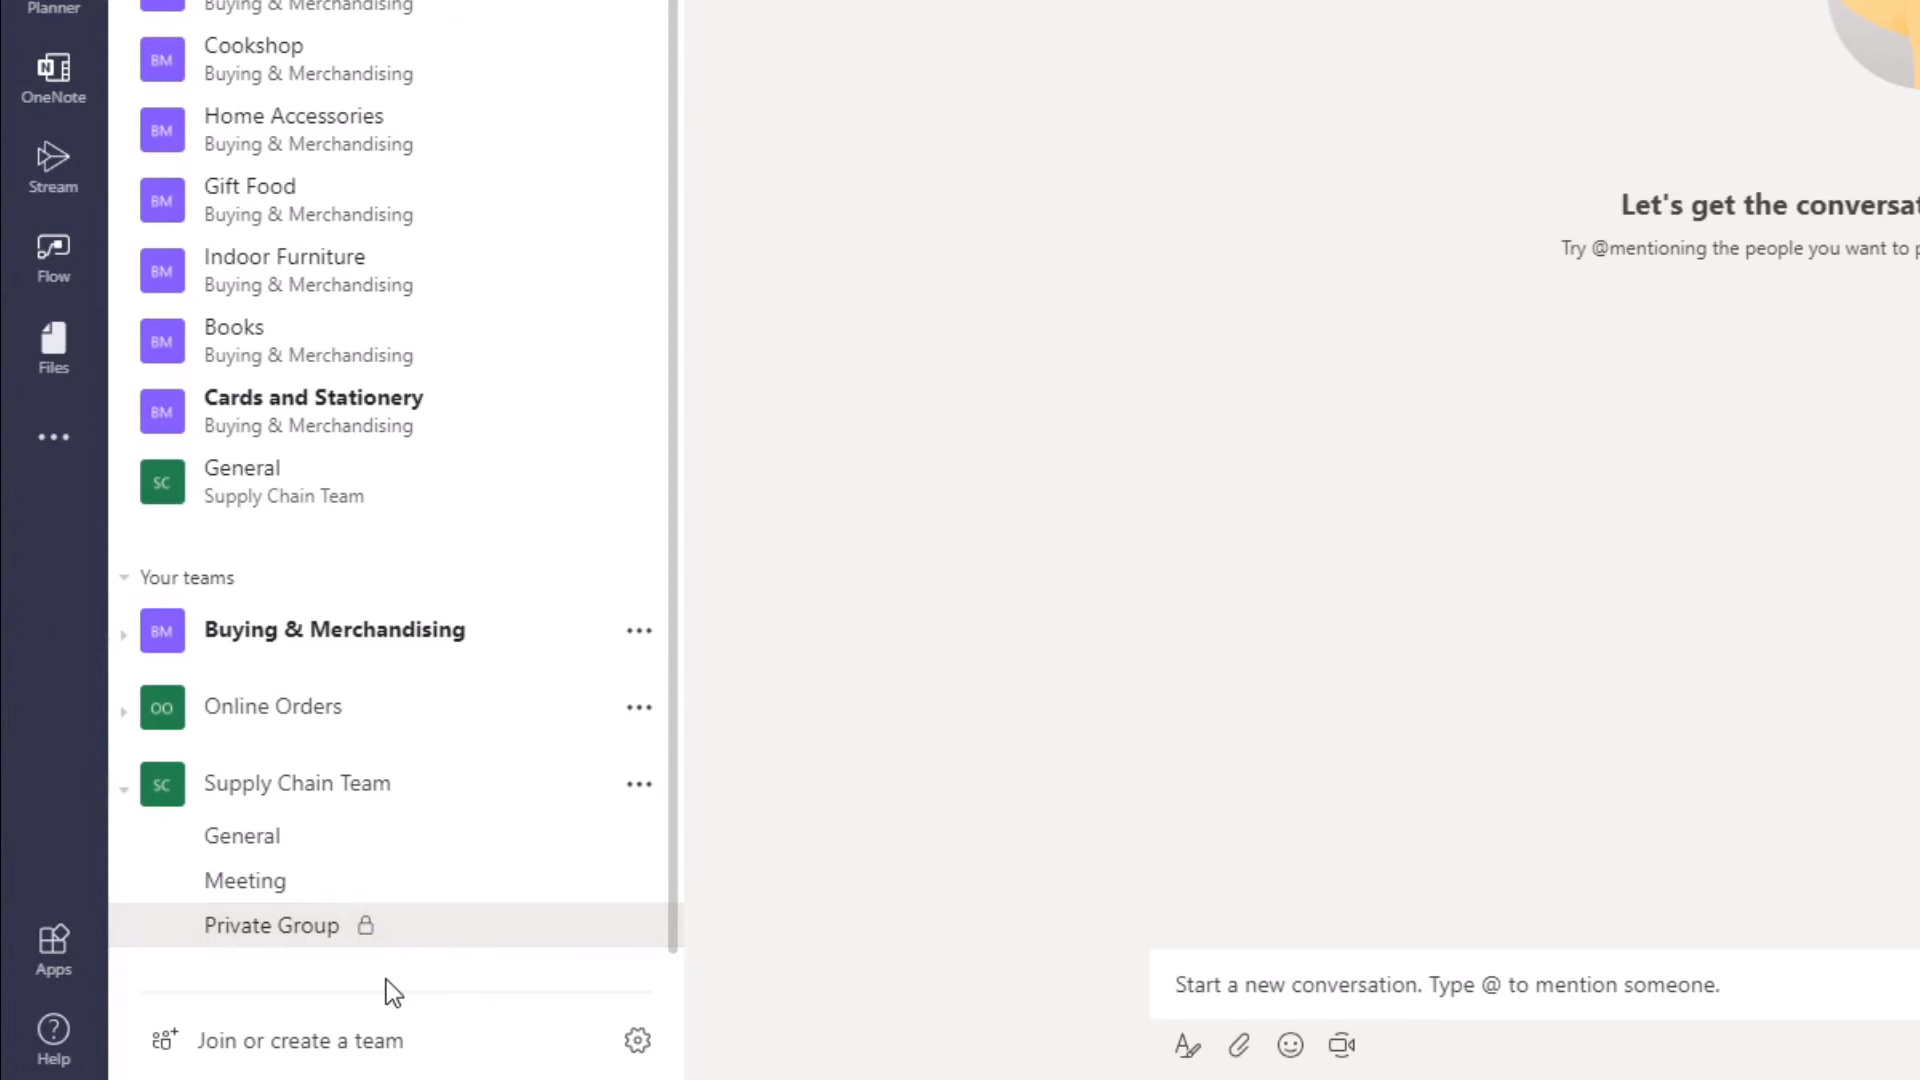 Planner
OneNote
Stream
Flow
Files
Apps
Help
Buying & Merchandising
BM
Cookshop
Buying & Merchandising
BM
Home Accessories
Buying & Merchandising
BM
Gift Food
Buying & Merchandising
BM
Indoor Furniture
Buying & Merchandising
BM
Books
Buying & Merchandising
BM
Cards and Stationery
Buying & Merchandising
SC
General
Supply Chain Team
Your teams
BM
Buying & Merchandising
OO
Online Orders
SC
Supply Chain Team
General
Meeting
Private Group
Join or create a team
Let's get the conversat
Try @mentioning the people you want to p
Start a new conversation. Type @ to mention someone.